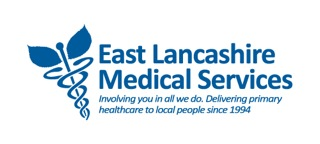 East Lancashire
Medical Services
Involving you in all we do. Delivering primary
healthcare to local people since 1994